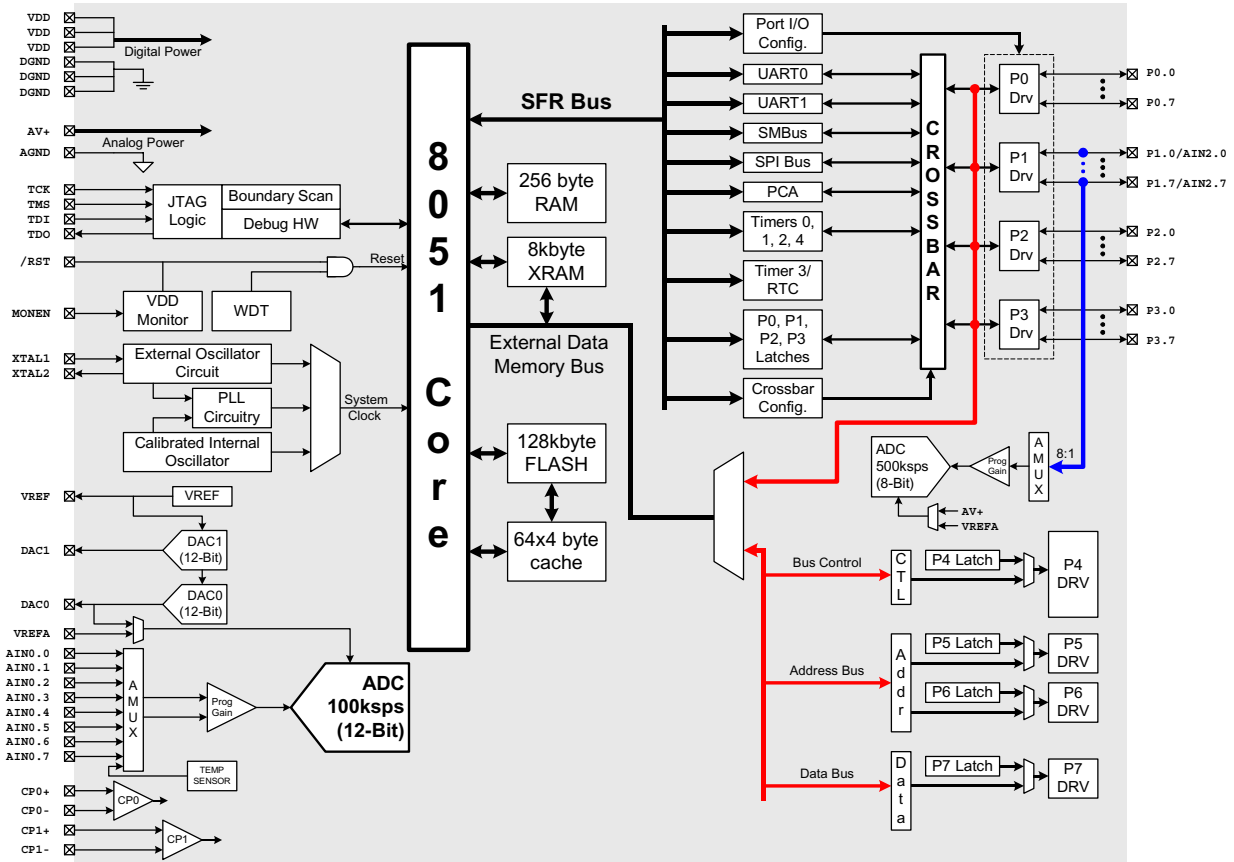 VDD
VDD
VDD
Digital Power
DGND
DGND
DGND
AV+
Analog Power
AGND
TCK
TMS
TDI
TDO
JTAG
Logic
Boundary Scan
Debug HW
/RST
Reset
MONEN
VDD
Monitor
WDT
XTAL1
XTAL2
External Oscillator
Circuit
PLL
Circuitry
Calibrated Internal
Oscillator
System
Clock
VREF
VREF
DAC1
DAC1
(12-Bit)
DAC0
DAC0
(12-Bit)
VREFA
AIN0.0
AIN0.1
AIN0.2
AIN0.3
AIN0.4
AIN0.5
AIN0.6
AIN0.7
AMUX
Prog
Gain
ADC
100ksps
(12-Bit)
TEMP
SENSOR
CP0+
CP0-
CP0
CP1+
CP1-
CP1
8051 Core
SFR Bus
256 byte
RAM
8kbyte
XRAM
External Data
Memory Bus
128kbyte
FLASH
64x4 byte
cache
Port I/O
Config.
UART0
UART1
SMBus
SPI Bus
PCA
Timers 0,
1, 2, 4
Timer 3/
RTC
P0, P1,
P2, P3
Latches
Crossbar
Config.
CROSSBAR
P0
Drv
P1
Drv
P2
Drv
P3
Drv
P0.0
P0.7
P1.0/AIN2.0
P1.7/AIN2.7
P2.0
P2.7
P3.0
P3.7
ADC
500ksps
(8-Bit)
Prog
Gain
AMUX
8:1
AV+
VREFA
Bus Control
CTL
P4 Latch
P4
DRV
Address Bus
Addr
P5 Latch
P5
DRV
P6 Latch
P6
DRV
Data Bus
Data
P7 Latch
P7
DRV